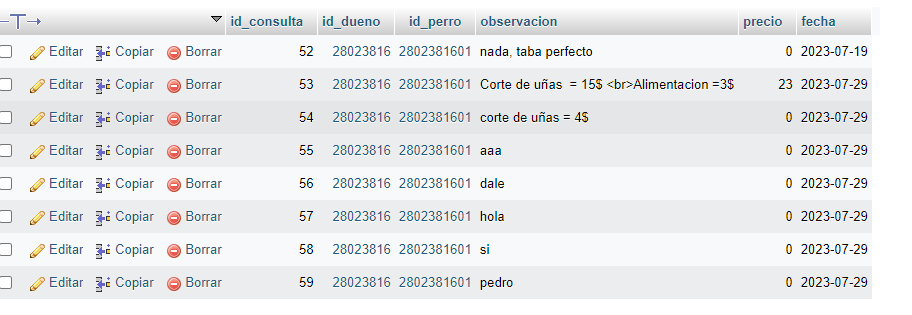 id_consulta id_dueno id_perro observacion precio fecha
Editar Copiar Borrar 52 28023816 2802381601 nada, taba perfecto 0 2023-07-19
Editar Copiar Borrar 53 28023816 2802381601 Corte de uñas = 15$ <br>Alimentacion =3$ 23 2023-07-29
Editar Copiar Borrar 54 28023816 2802381601 corte de uñas = 4$ 0 2023-07-29
Editar Copiar Borrar 55 28023816 2802381601 aaa 0 2023-07-29
Editar Copiar Borrar 56 28023816 2802381601 dale 0 2023-07-29
Editar Copiar Borrar 57 28023816 2802381601 hola 0 2023-07-29
Editar Copiar Borrar 58 28023816 2802381601 si 0 2023-07-29
Editar Copiar Borrar 59 28023816 2802381601 pedro 0 2023-07-29